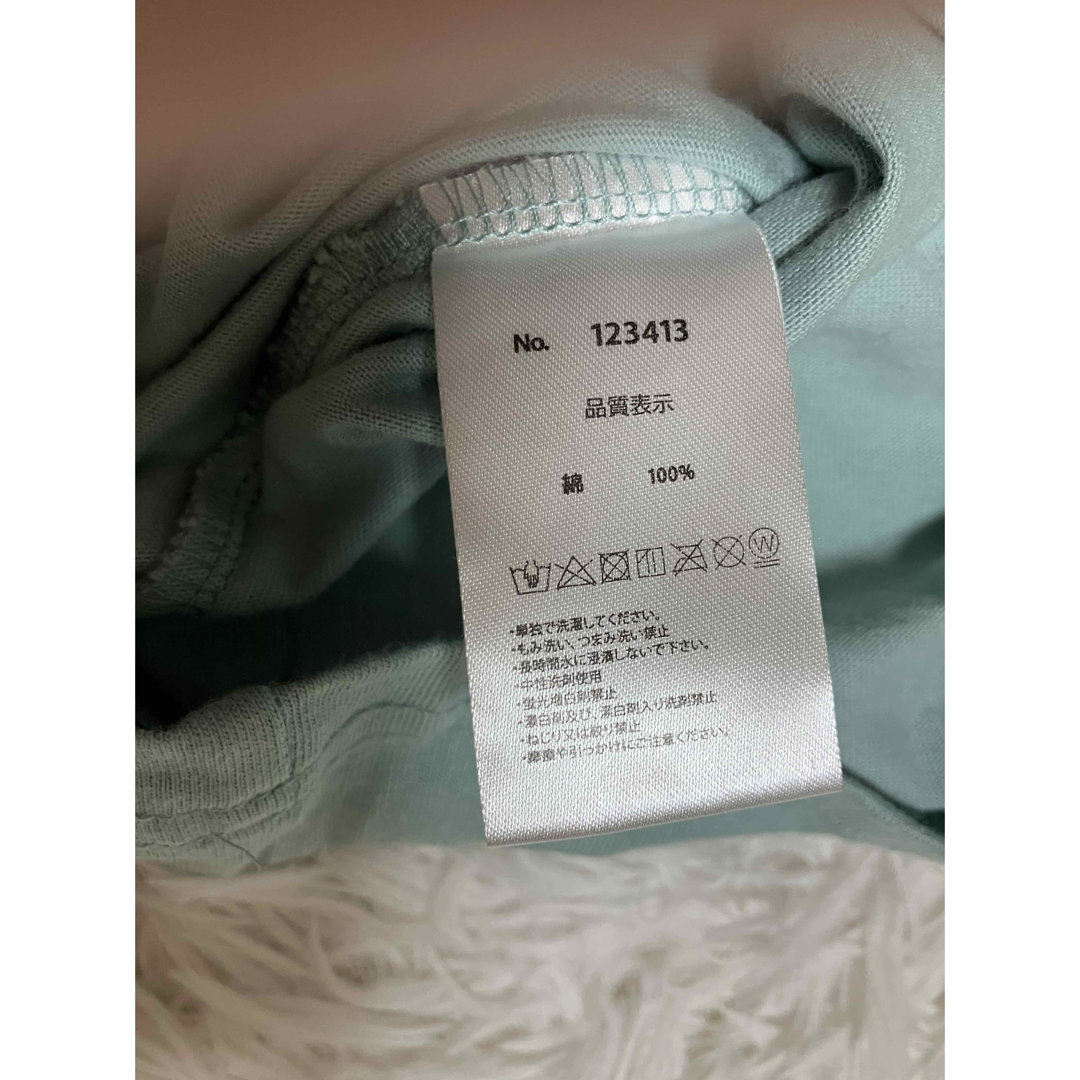 No. 123413
品質表示
綿 100%
W
・単独で洗濯してください。
・もみ洗い、つまみ洗い禁止
・長時間水に浸漬しないで下さい。
・中性洗剤使用
・蛍光増白剤禁止
・漂白剤及び、漂白剤入り洗剤禁止
・ねじり又は絞り禁止
・摩擦や引っかけにご注意ください。